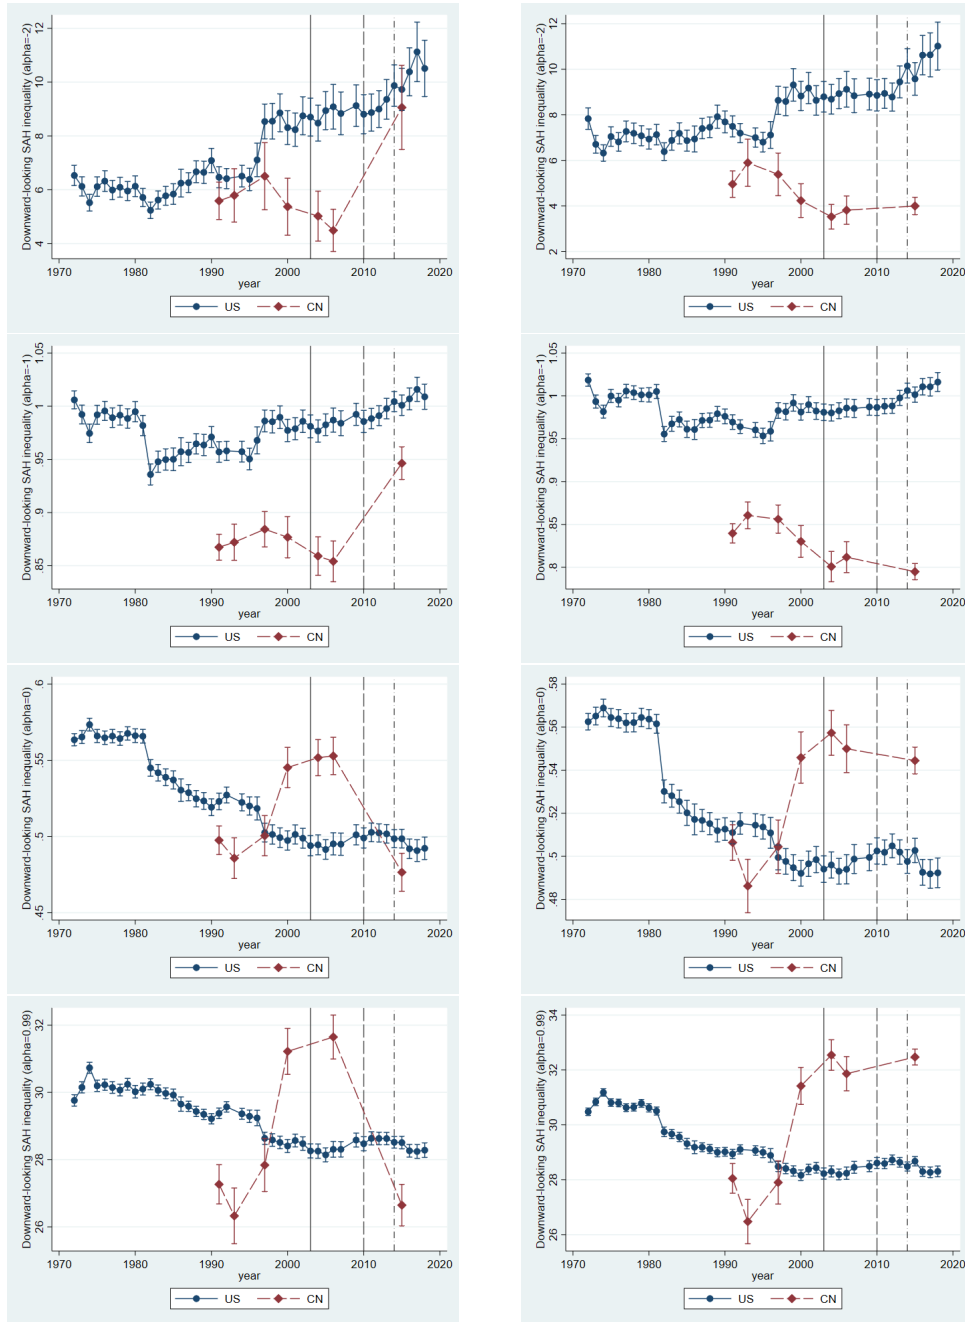 Downward-looking SAH inequality (alpha=-2)
12
10
8
6
4
1970 1980 1990 2000 2010 2020
year
US CN
Downward-looking SAH inequality (alpha=-2)
12
10
8
6
4
2
1970 1980 1990 2000 2010 2020
year
US CN
Downward-looking SAH inequality (alpha=-1)
1.05
1
.95
.9
.85
1970 1980 1990 2000 2010 2020
year
US CN
Downward-looking SAH inequality (alpha=-1)
1.05
1
.95
.9
.85
.8
1970 1980 1990 2000 2010 2020
year
US CN
Downward-looking SAH inequality (alpha=0)
.6
.55
.5
.45
1970 1980 1990 2000 2010 2020
year
US CN
Downward-looking SAH inequality (alpha=0)
.58
.56
.54
.52
.5
.48
1970 1980 1990 2000 2010 2020
year
US CN
Downward-looking SAH inequality (alpha=0.99)
32
30
28
26
1970 1980 1990 2000 2010 2020
year
US CN
Downward-looking SAH inequality (alpha=0.99)
34
32
30
28
26
1970 1980 1990 2000 2010 2020
year
US CN